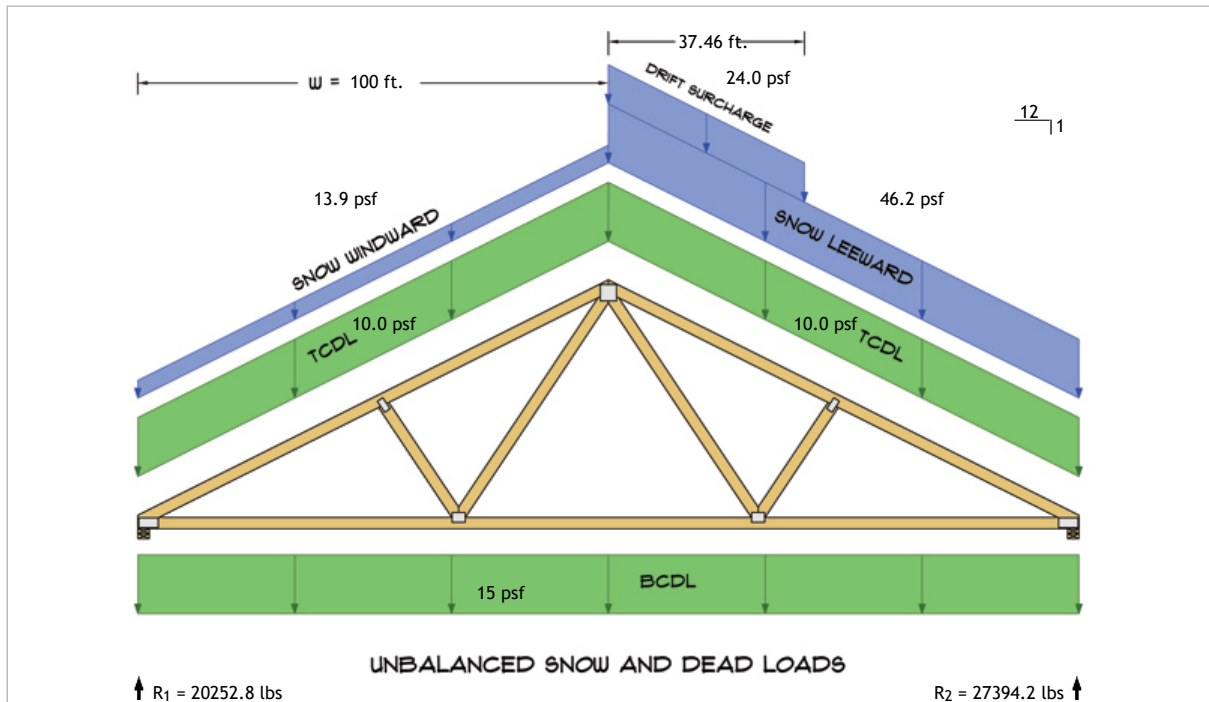 37.46 ft.
W = 100 ft.
DRIFT SURCHARGE
24.0 psf
12
1
13.9 psf
46.2 psf
SNOW WINDWARD
SNOW LEEWARD
10.0 psf
10.0 psf
TCDL
TCDL
15 psf
BCDL
UNBALANCED SNOW AND DEAD LOADS
R1 = 20252.8 lbs
R2 = 27394.2 lbs